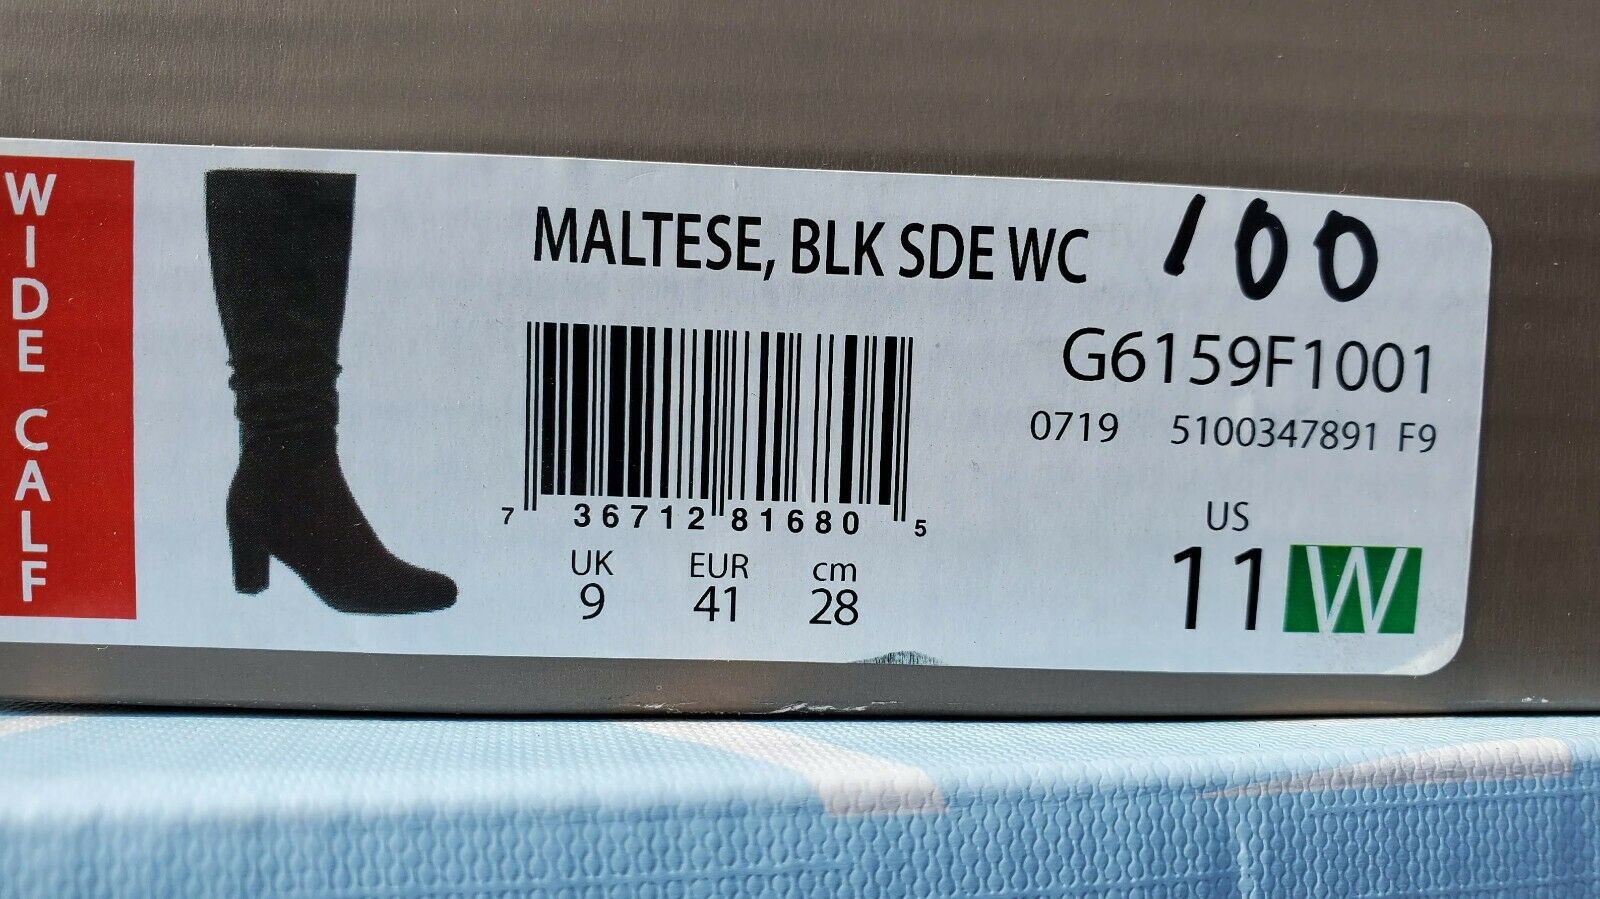 WIDE CALF
MALTESE, BLK SDE WC 100
G6159F1001
0719 5100347891 F9
7 36712 81680 5
UK EUR cm
9 41 28
US
11 W